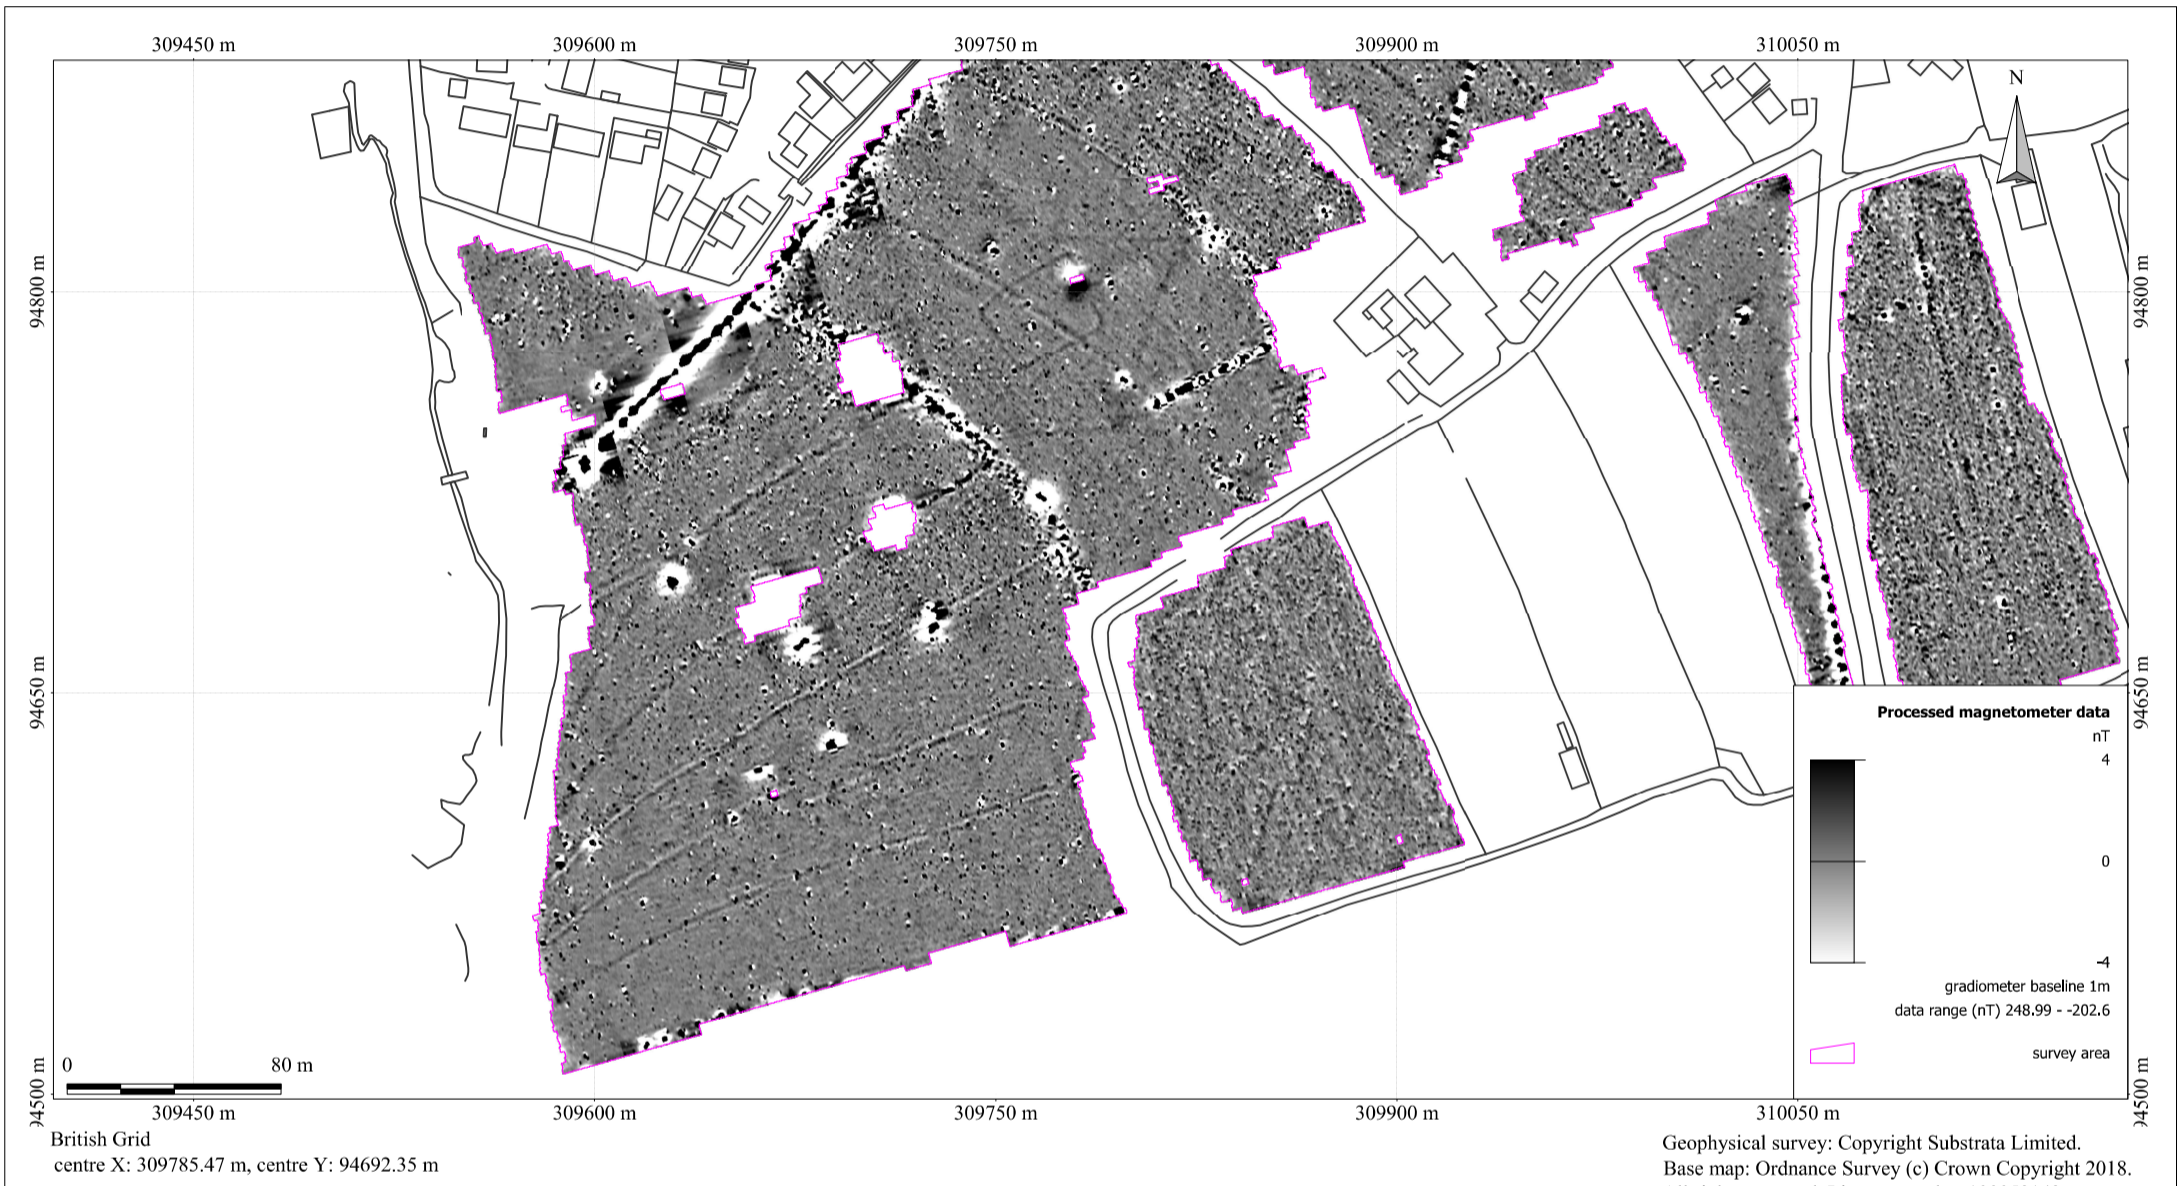 309450 m
309600 m
309750 m
309900 m
310050 m
N
94800 m
94800 m
94650 m
94650 m
Processed magnetometer data
nT
4
0
-4
gradiometer baseline 1m
data range (nT) 248.99 - -202.6
survey area
0
80 m
94500 m
94500 m
309450 m
309600 m
309750 m
309900 m
310050 m
British Grid
centre X: 309785.47 m, centre Y: 94692.35 m
Geophysical survey: Copyright Substrata Limited.
Base map: Ordnance Survey (c) Crown Copyright 2018.